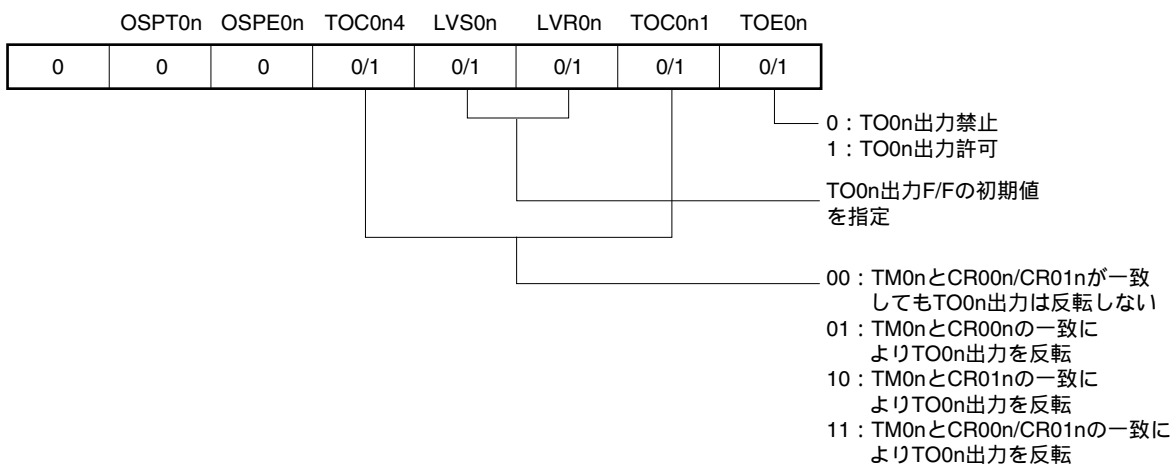 OSPT0n OSPE0n TOC0n4 LVS0n LVR0n TOC0n1 TOE0n
0 0 0 0/1 0/1 0/1 0/1 0/1
0：TO0n出力禁止
1：TO0n出力許可
TO0n出力F/Fの初期値
を指定
00：TM0nとCR00n/CR01nが一致
してもTO0n出力は反転しない
01：TM0nとCR00nの一致に
よりTO0n出力を反転
10：TM0nとCR01nの一致に
よりTO0n出力を反転
11：TM0nとCR00n/CR01nの一致に
よりTO0n出力を反転